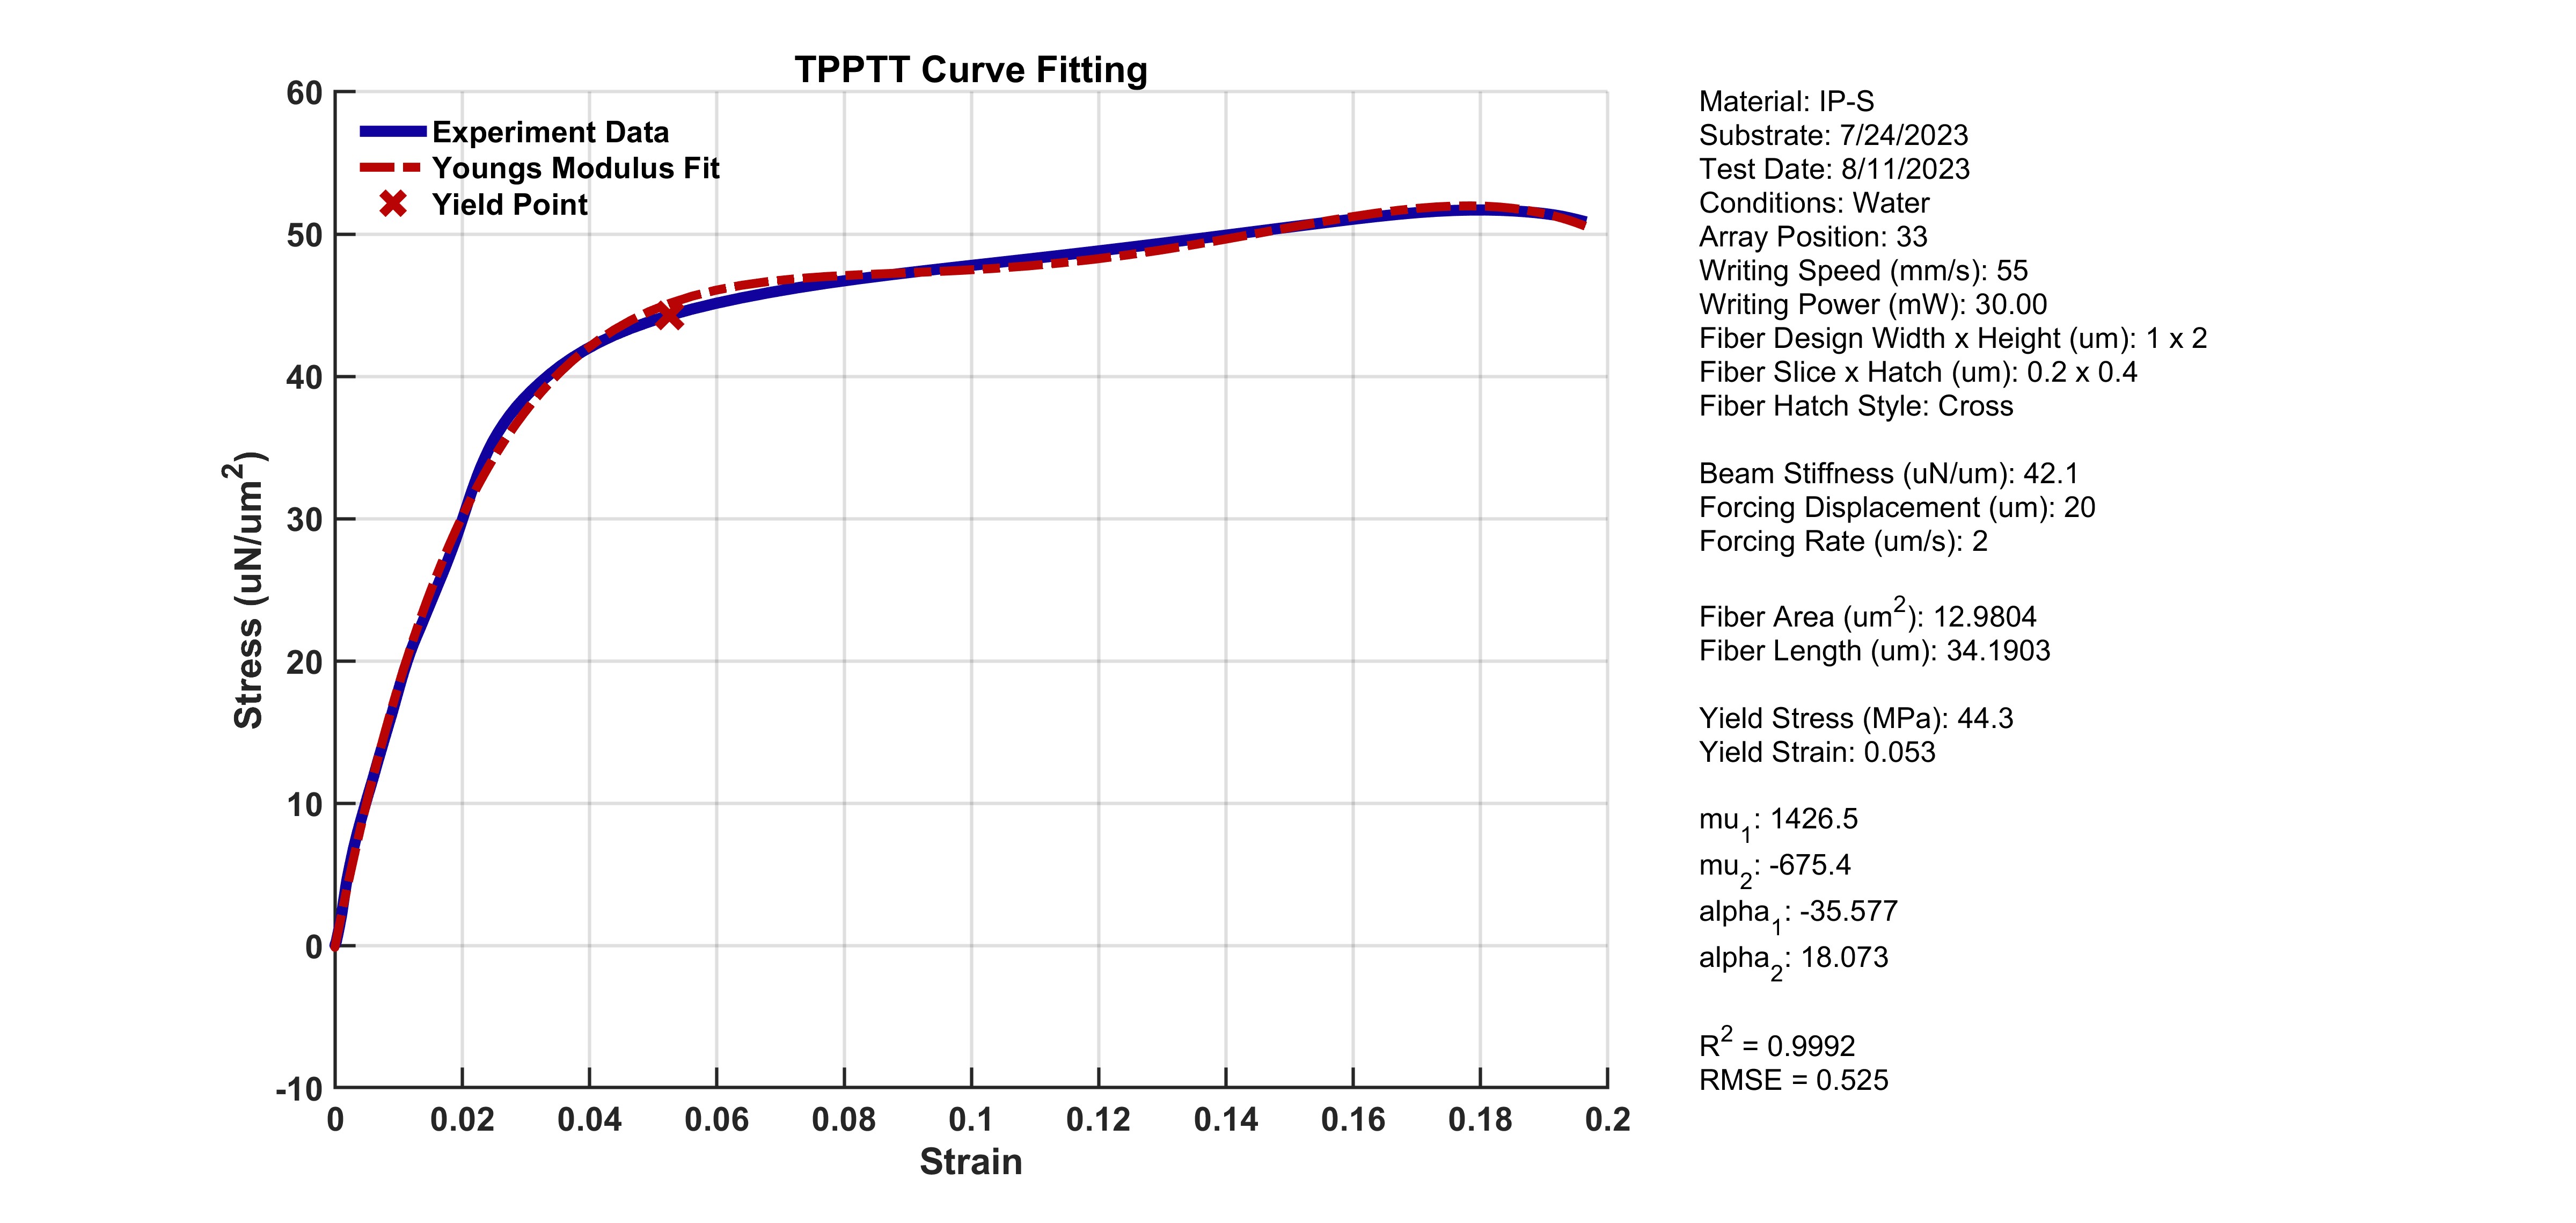 TPPTT Curve Fitting
60
50
40
30
20
10
0
-10
Stress (uN/um²)
Experiment Data
Youngs Modulus Fit
Yield Point
0 0.02 0.04 0.06 0.08 0.1 0.12 0.14 0.16 0.18 0.2
Strain
Material: IP-S
Substrate: 7/24/2023
Test Date: 8/11/2023
Conditions: Water
Array Position: 33
Writing Speed (mm/s): 55
Writing Power (mW): 30.00
Fiber Design Width x Height (um): 1 x 2
Fiber Slice x Hatch (um): 0.2 x 0.4
Fiber Hatch Style: Cross
Beam Stiffness (uN/um): 42.1
Forcing Displacement (um): 20
Forcing Rate (um/s): 2
Fiber Area (um²): 12.9804
Fiber Length (um): 34.1903
Yield Stress (MPa): 44.3
Yield Strain: 0.053
mu₁: 1426.5
mu₂: -675.4
alpha₁: -35.577
alpha₂: 18.073
R² = 0.9992
RMSE = 0.525